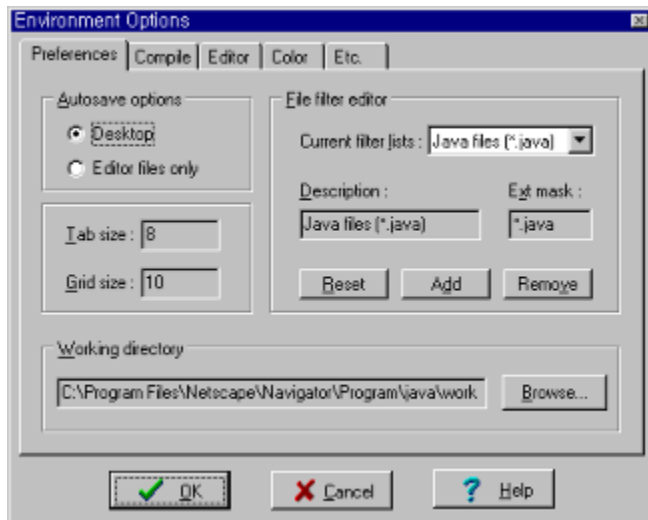 Environment Options
Preferences Compile Editor Color Etc.
Autosave options
Desktop
Editor files only
Tab size : 8
Grid size : 10
File filter editor
Current filter lists : Java files (*.java)
Description : Ext mask :
Java files (*.java) *.java
Reset Add Remove
Working directory
C:\Program Files\Netscape\Navigator\Program\java\work Browse...
OK Cancel ? Help